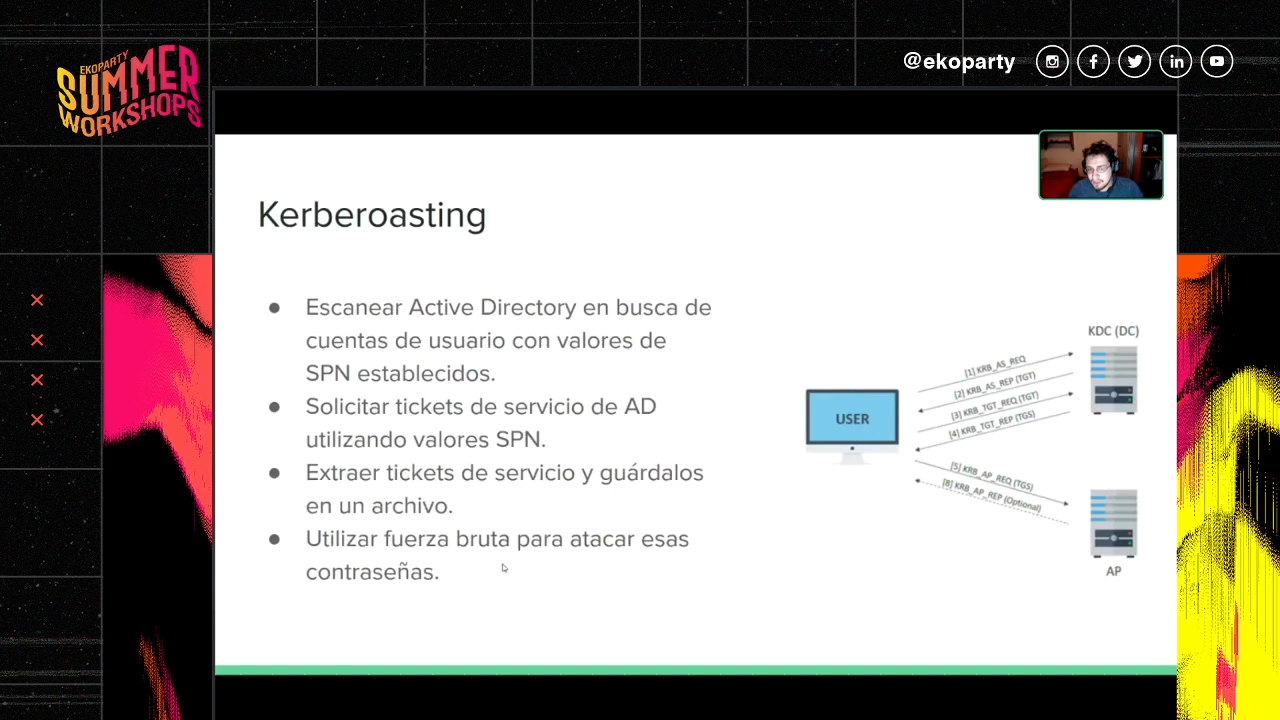 EKOPARTY
SUMMER
WORKSHOPS
@ekoparty
Kerberoasting
● Escanear Active Directory en busca de
cuentas de usuario con valores de
SPN establecidos.
● Solicitar tickets de servicio de AD
utilizando valores SPN.
● Extraer tickets de servicio y guárdalos
en un archivo.
● Utilizar fuerza bruta para atacar esas
contraseñas.
KDC (DC)
[1] KRB_AS_REQ
[2] KRB_AS_REP (TGT)
[3] KRB_TGT_REQ (TGT)
[4] KRB_TGT_REP (TGS)
USER
[5] KRB_AP_REQ (TGS)
[8] KRB_AP_REP (Optional)
AP